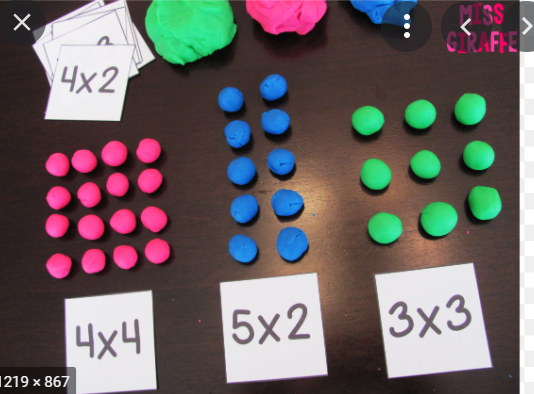 MISS
GIRAFFE
4x2
4x4
5x2
3x3
1219 × 867